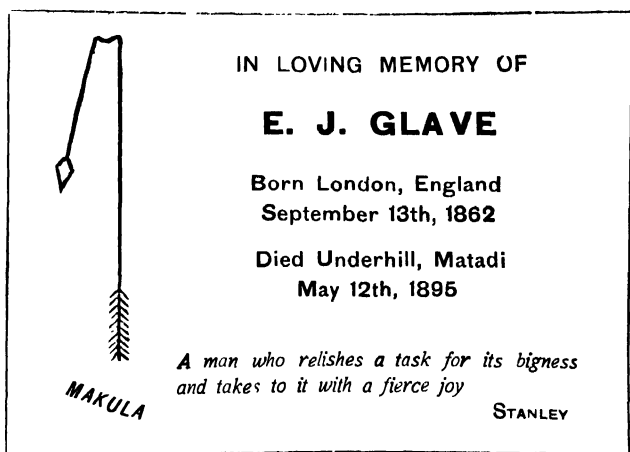 IN LOVING MEMORY OF
E. J. GLAVE
Born London, England
September 13th, 1862
Died Underhill, Matadi
May 12th, 1895
A man who relishes a task for its bigness
and takes to it with a fierce joy
STANLEY
MAKULA